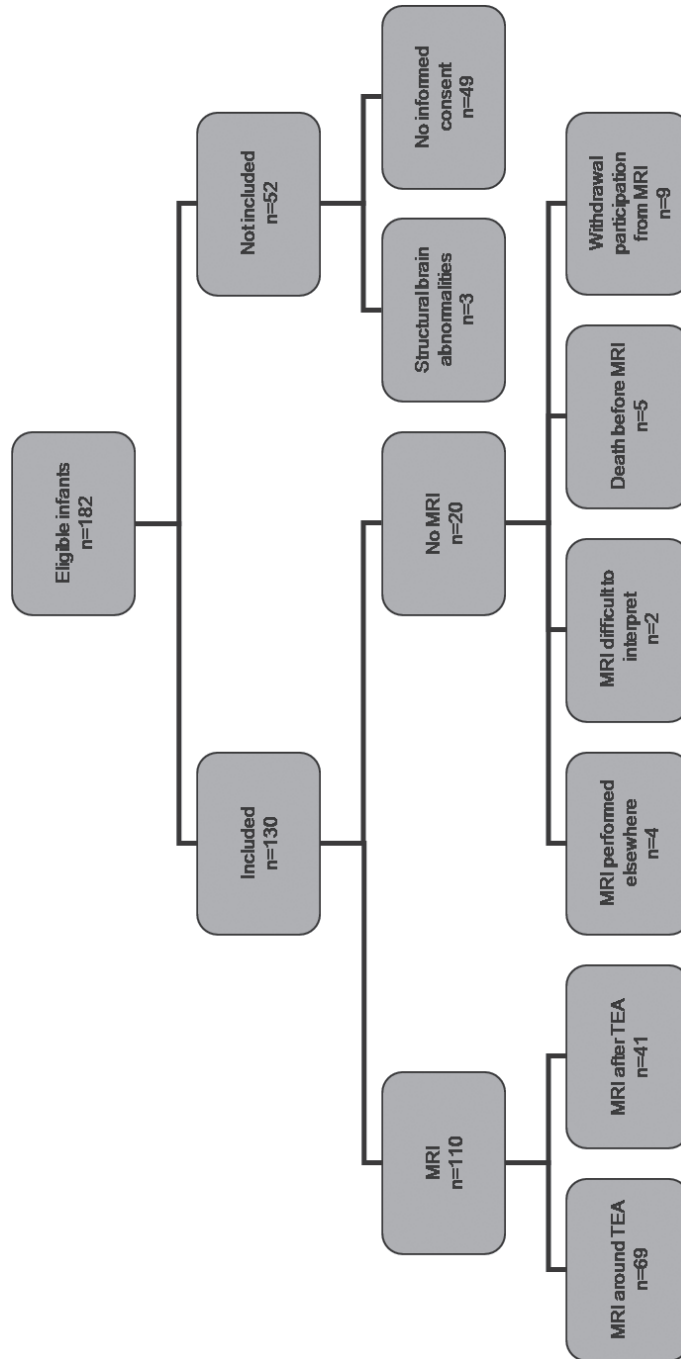 Eligible infants
n=182
Included
n=130
Not included
n=52
MRI
n=110
No MRI
n=20
Structural brain
abnormalities
n=3
No informed
consent
n=49
MRI around TEA
n=69
MRI after TEA
n=41
MRI performed
elsewhere
n=4
MRI difficult to
interpret
n=2
Death before MRI
n=5
Withdrawal
participation
from MRI
n=9